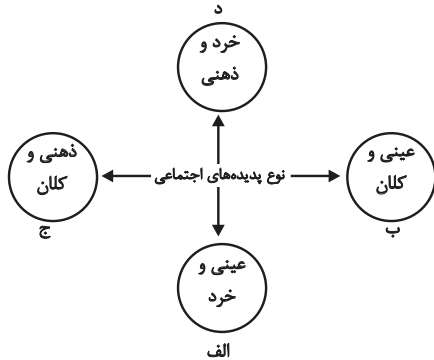 د
خرد و
ذهنی
عینی و
کلان
ب
نوع پدیده‌های اجتماعی
ذهنی و
کلان
ج
عینی و
خرد
الف